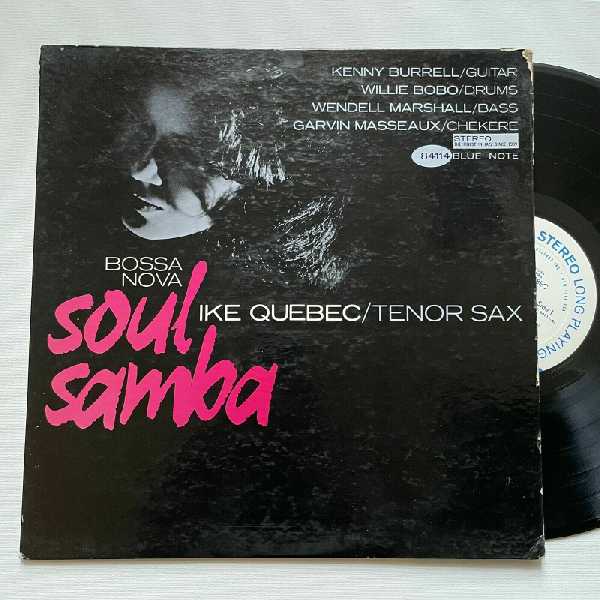 KENNY BURRELL/GUITAR
WILLIE BOBO/DRUMS
WENDELL MARSHALL/BASS
GARVIN MASSEAUX/CHEKERE
STEREO
84114 BLUE NOTE
BOSSA
NOVA
soul
samba
IKE QUEBEC/TENOR SAX
STEREO LONG PLAYING